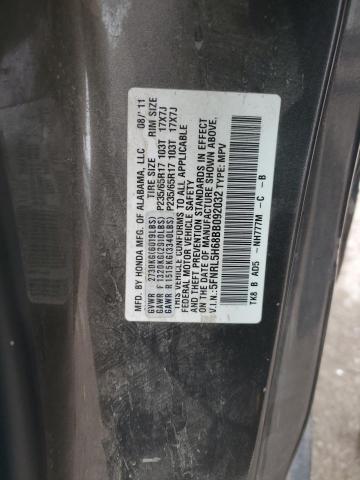 MFD. BY HONDA MFG. OF ALABAMA, LLC 08/'11
GVWR 2730KG(6019LBS) TIRE SIZE RIM SIZE
GAWR F 1320KG(2910LBS) P235/65R17 103T 17X7J
GAWR R 1515KG(3340LBS) P235/65R17 103T 17X7J
THIS VEHICLE CONFORMS TO ALL APPLICABLE
FEDERAL MOTOR VEHICLE SAFETY STANDARDS IN EFFECT
AND THEFT PREVENTION
ON THE DATE OF MANUFACTURE SHOWN ABOVE.
V.I.N.:5FNRL5H68BB092032 TYPE: MPV
TK8 B AD5 -NH777M - C - B